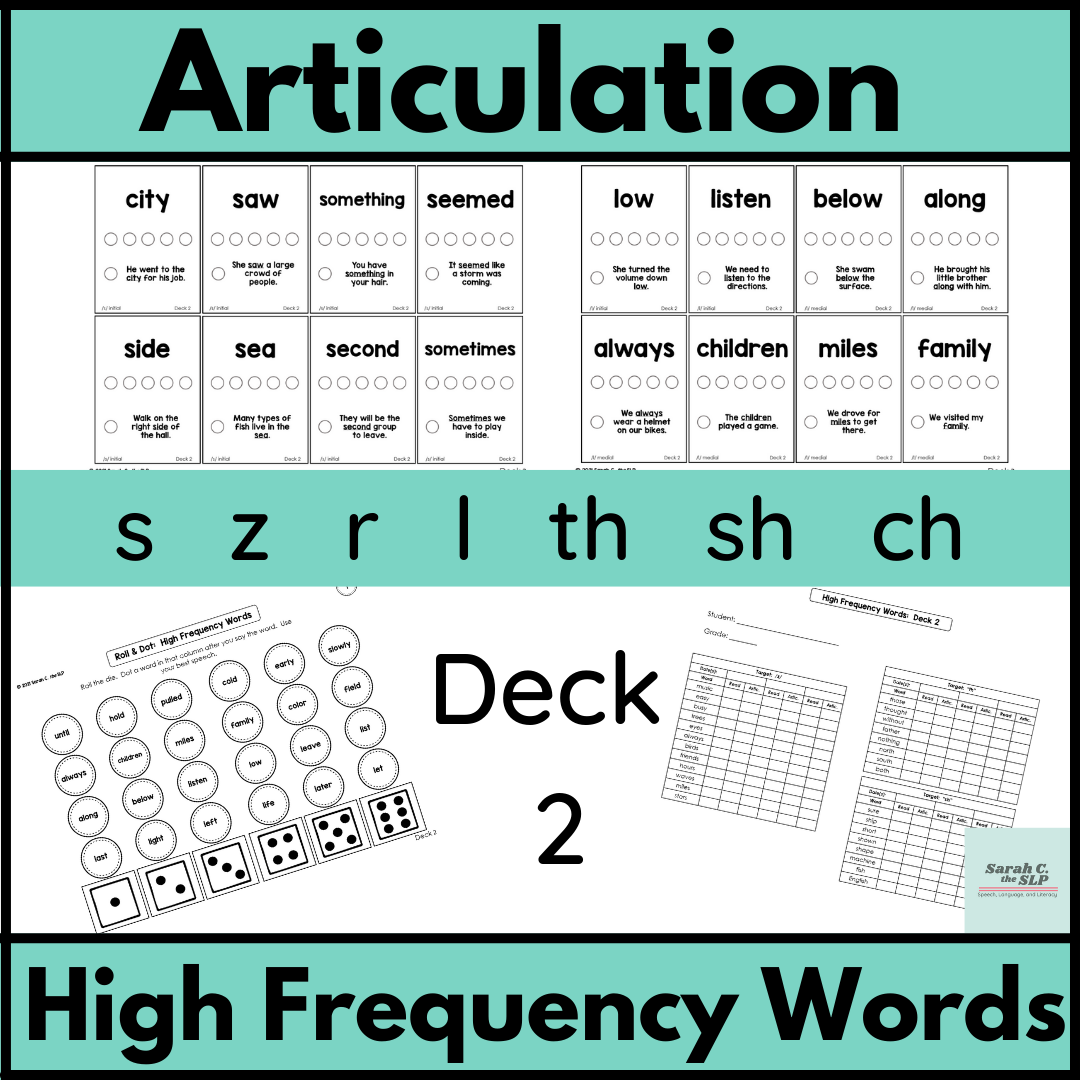 Articulation
city
saw
something
seemed
He went to the
city for his job.
She saw a large
crowd of
people.
You have
something in
your hair.
It seemed like
a storm was
coming.
/s/ initial
Deck 2
side
sea
second
sometimes
Walk on the
right side of
the hall.
Many types of
fish live in the
sea.
They will be the
second group
to leave.
Sometimes we
have to play
inside.
/s/ initial
Deck 2
/s/ initial
Deck 2
/s/ initial
Deck 2
/s/ initial
Deck 2
low
listen
below
along
She turned the
volume down
low.
We need to
listen to the
directions.
She swam
below the
surface.
He brought his
little brother
along with him.
/l/ initial
Deck 2
/l/ initial
Deck 2
/l/ medial
Deck 2
/l/ medial
Deck 2
always
children
miles
family
We always
wear a helmet
on our bikes.
The children
played a game.
We drove for
miles to get
there.
We visited my
family.
/l/ medial
Deck 2
/l/ medial
Deck 2
/l/ medial
Deck 2
/l/ medial
Deck 2
s z r l th sh ch
Roll & Dot: High Frequency Words
Roll the die. Dot a word in that column after you say the word. Use
your best speech.
until
hold
pulled
cold
early
slowly
always
children
miles
family
color
field
along
below
listen
low
leave
list
last
light
left
life
later
let
Deck 2
Deck
2
High Frequency Words: Deck 2
Student:
Grade:
Date(s):
Target: /z/
Word Read Artic. Read Artic. Read Artic.
music
easy
busy
trees
eyes
always
birds
friends
hours
waves
miles
stars
Date(s):
Target: "th"
Word Read Artic. Read Artic. Read Artic.
those
thought
without
father
nothing
north
south
both
Date(s):
Target: "sh"
Word Read Artic. Read Artic.
sure
ship
short
shown
shape
machine
fish
English
Sarah C.
the SLP
Speech, Language, and Literacy
High Frequency Words